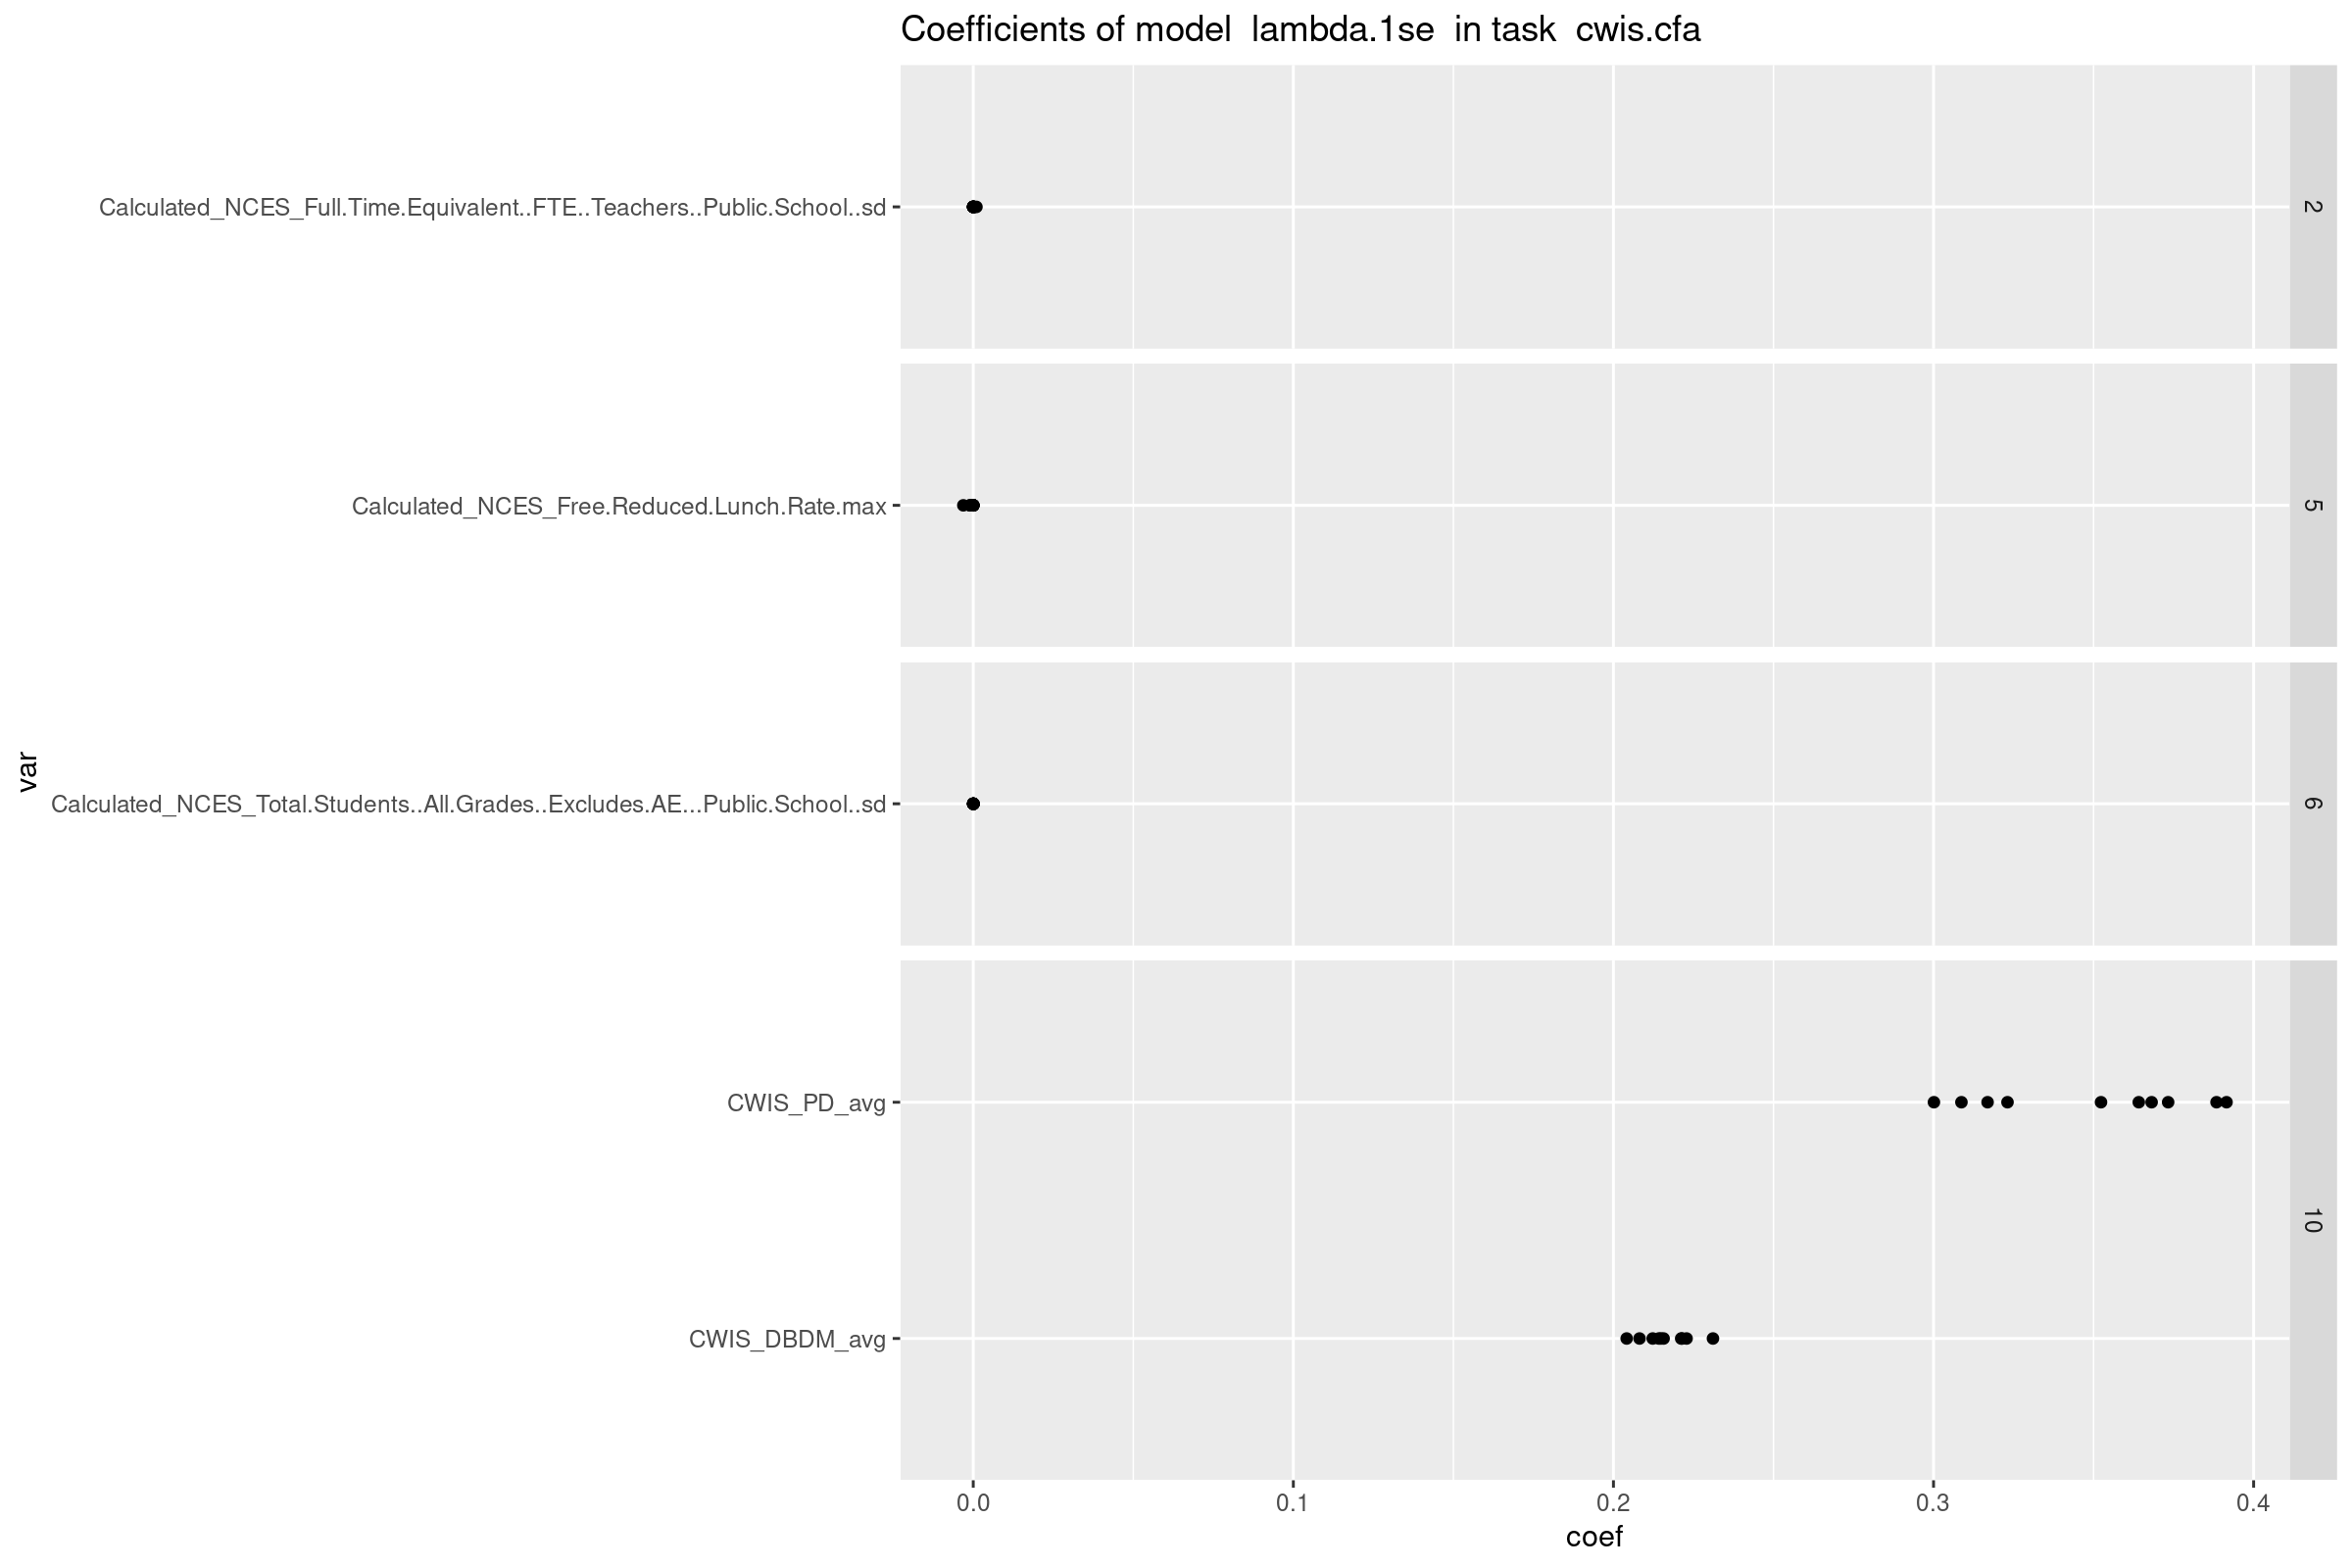 Coefficients of model  lambda.1se  in task  cwis.cfa
var
Calculated_NCES_Full.Time.Equivalent..FTE..Teachers..Public.School..sd
2
Calculated_NCES_Free.Reduced.Lunch.Rate.max
5
Calculated_NCES_Total.Students..All.Grades..Excludes.AE...Public.School..sd
6
CWIS_PD_avg
10
CWIS_DBDM_avg
0.0 0.1 0.2 0.3 0.4
coef